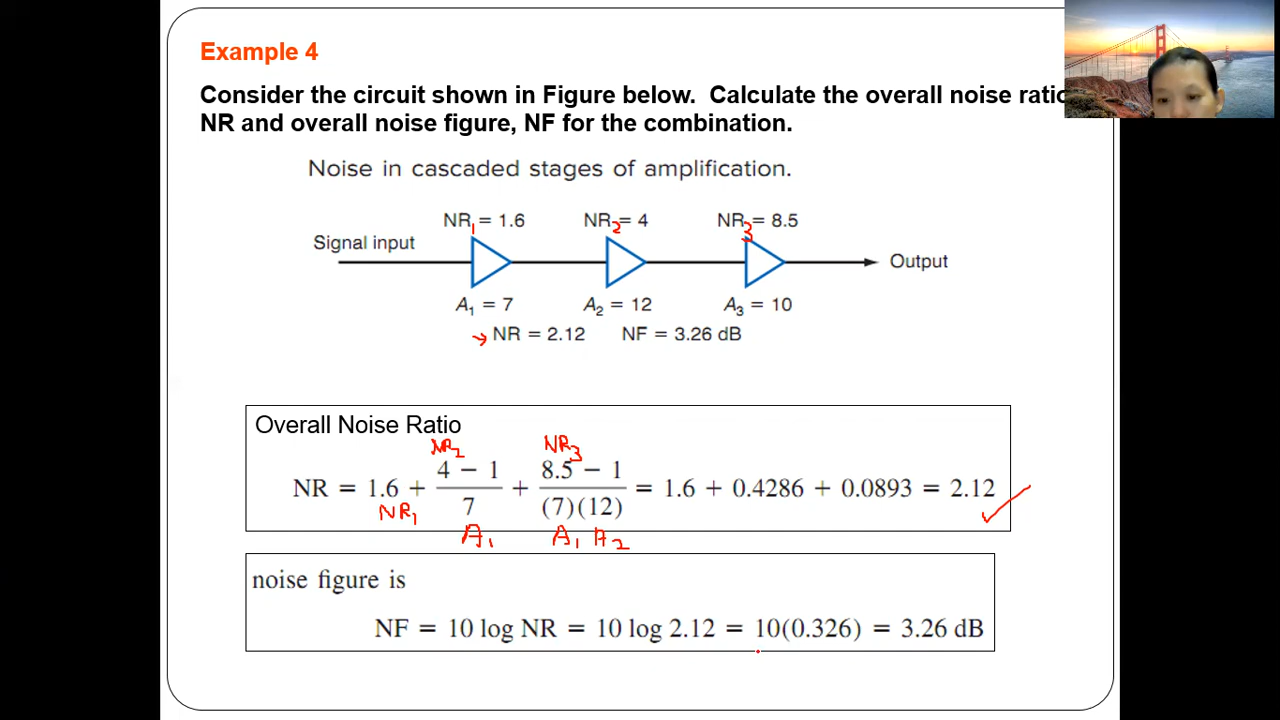 Example 4
Consider the circuit shown in Figure below. Calculate the overall noise ratio
NR and overall noise figure, NF for the combination.
Noise in cascaded stages of amplification.
NR1 = 1.6 NR2 = 4 NR3 = 8.5
Signal input
Output
A₁ = 7 A₂ = 12 A₃ = 10
→ NR = 2.12 NF = 3.26 dB
Overall Noise Ratio
NR2 NR3
NR = 1.6 + (4 − 1)/7 + (8.5 − 1)/((7)(12)) = 1.6 + 0.4286 + 0.0893 = 2.12
NR1
A1 A1 A2
noise figure is
NF = 10 log NR = 10 log 2.12 = 10(0.326) = 3.26 dB